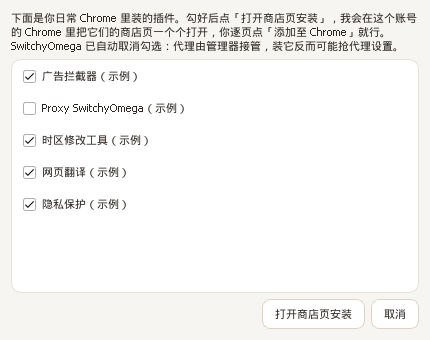 下面是你日常 Chrome 里装的插件。勾好后点「打开商店页安装」，我会在这个账号
的 Chrome 里把它们的商店页一个个打开，你逐页点「添加至 Chrome」就行。
SwitchyOmega 已自动取消勾选：代理由管理器接管，装它反而可能抢代理设置。
广告拦截器（示例）
Proxy SwitchyOmega（示例）
时区修改工具（示例）
网页翻译（示例）
隐私保护（示例）
打开商店页安装
取消